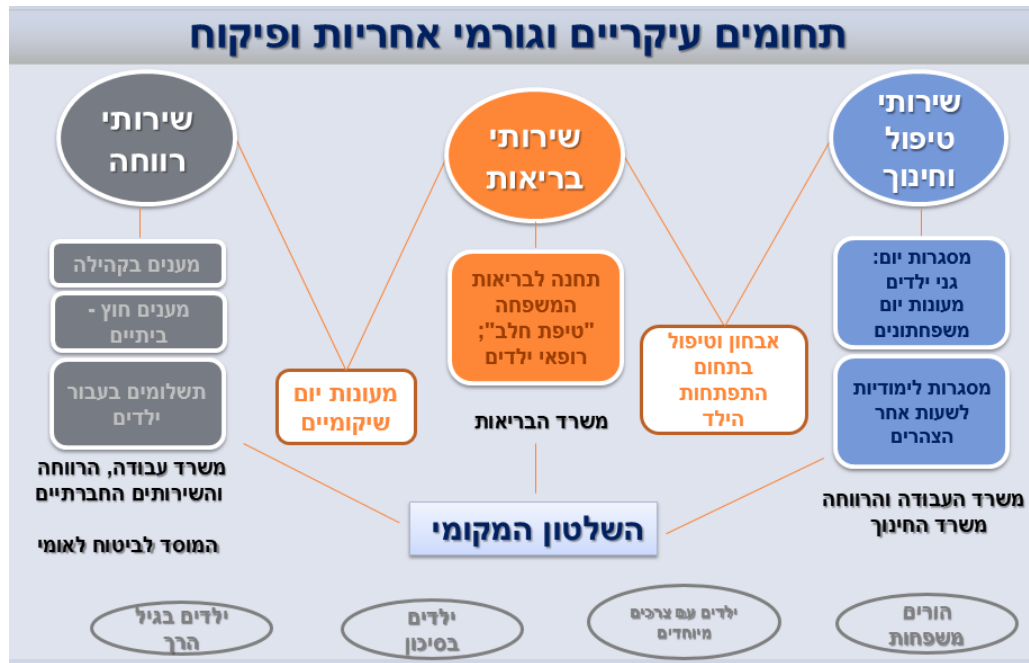 תחומים עיקריים וגורמי אחריות ופיקוח
שירותי
טיפול
וחינוך
מסגרות יום:
גני ילדים
מעונות יום
משפחתונים
מסגרות לימודיות
לשעות אחר
הצהרים
משרד העבודה והרווחה
משרד החינוך
אבחון וטיפול
בתחום
התפתחות
הילד
שירותי
בריאות
תחנה לבריאות
המשפחה
"טיפת חלב";
רופאי ילדים
משרד הבריאות
מעונות יום
שיקומיים
שירותי
רווחה
מענים בקהילה
מענים חוץ -
ביתיים
תשלומים בעבור
ילדים
משרד עבודה, הרווחה
והשירותים החברתיים
המוסד לביטוח לאומי
השלטון המקומי
הורים
משפחות
ילדים עם צרכים
מיוחדים
ילדים
בסיכון
ילדים בגיל
הרך